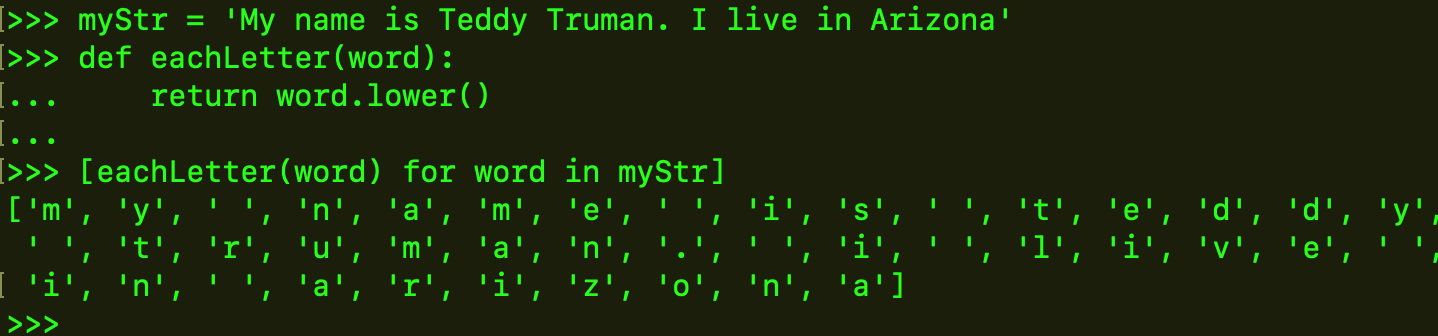 >>> myStr = 'My name is Teddy Truman. I live in Arizona'
>>> def eachLetter(word):
...     return word.lower()
...
>>> [eachLetter(word) for word in myStr]
['m', 'y', ' ', 'n', 'a', 'm', 'e', ' ', 'i', 's', ' ', 't', 'e', 'd', 'd', 'y',
 ' ', 't', 'r', 'u', 'm', 'a', 'n', '.', ' ', 'i', ' ', 'l', 'i', 'v', 'e', ' ',
 'i', 'n', ' ', 'a', 'r', 'i', 'z', 'o', 'n', 'a']
>>>